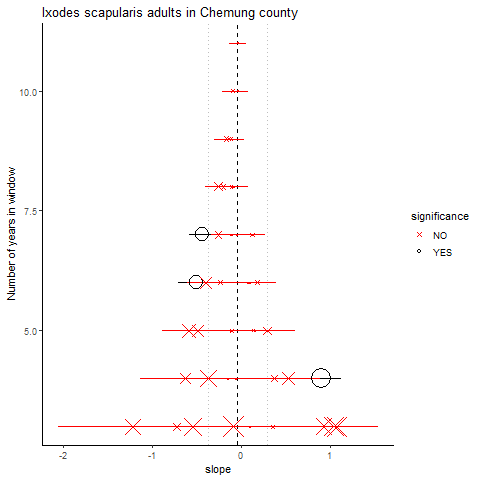 Ixodes scapularis adults in Chemung county
Number of years in window
10.0
7.5
5.0
-2
-1
0
1
slope
significance
NO
YES